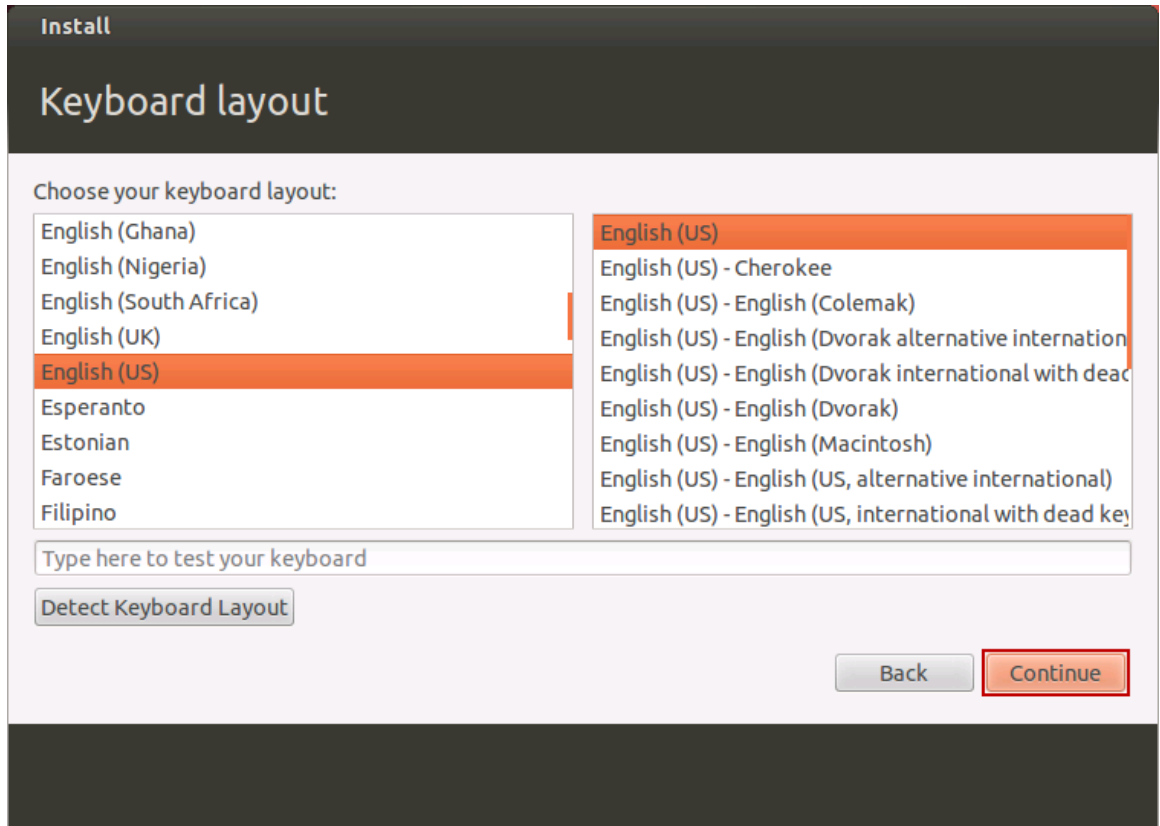 Install
Keyboard layout
Choose your keyboard layout:
English (Ghana)
English (Nigeria)
English (South Africa)
English (UK)
English (US)
Esperanto
Estonian
Faroese
Filipino
English (US)
English (US) - Cherokee
English (US) - English (Colemak)
English (US) - English (Dvorak alternative internation
English (US) - English (Dvorak international with dead
English (US) - English (Dvorak)
English (US) - English (Macintosh)
English (US) - English (US, alternative international)
English (US) - English (US, international with dead key
Type here to test your keyboard
Detect Keyboard Layout
Back
Continue